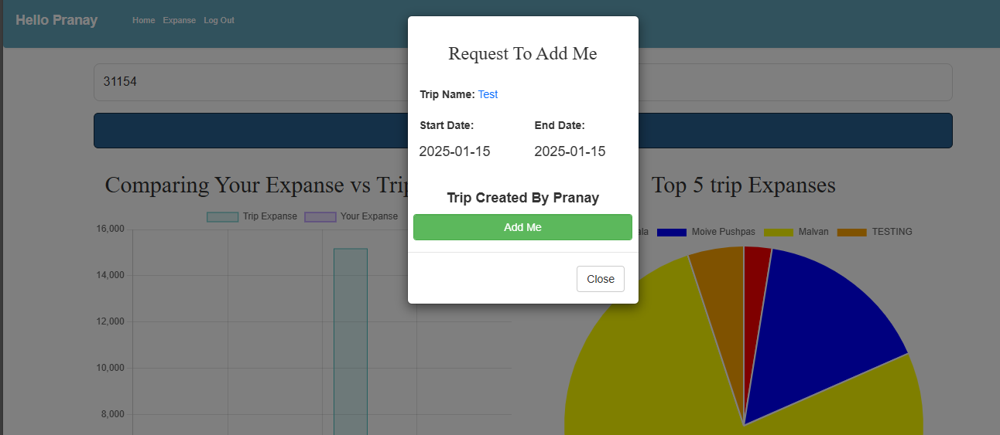 Hello Pranay Home Expanse Log Out
31154
Request To Add Me
Trip Name: Test
Start Date: End Date:
2025-01-15 2025-01-15
Trip Created By Pranay
Add Me
Close
Comparing Your Expanse vs
Trip Expanse Your Expanse
16,000
14,000
12,000
10,000
8,000
Top 5 trip Expanses
Moive Pushpas Malvan TESTING